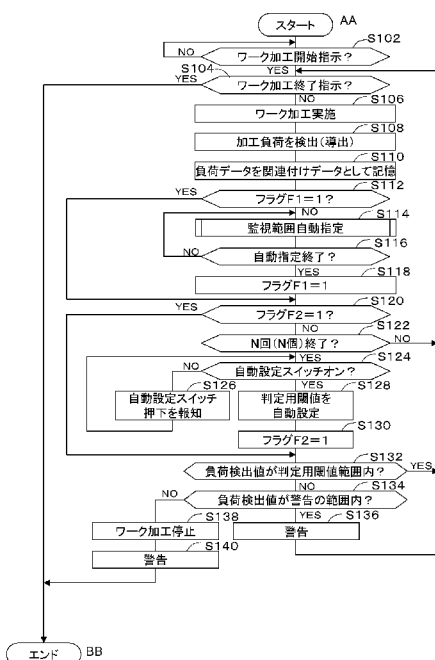 スタート AA
S102
ワーク加工開始指示？
NO
YES
S104
YES
ワーク加工終了指示？
NO
S106
ワーク加工実施
S108
加工負荷を検出(導出)
S110
負荷データを関連付けデータとして記憶
S112
YES
フラグF1＝1？
NO
S114
監視範囲自動指定
S116
NO
自動指定終了？
YES
S118
フラグF1＝1
S120
YES
フラグF2＝1？
NO
S122
N回(N個)終了？
NO
YES
S124
NO
自動設定スイッチオン？
S126
YES
S128
自動設定スイッチ
押下を報知
判定用閾値を
自動設定
S130
フラグF2＝1
S132
負荷検出値が判定用閾値範囲内？
YES
NO
S134
NO
負荷検出値が警告の範囲内？
S138
YES
S136
ワーク加工停止
警告
S140
警告
エンド BB